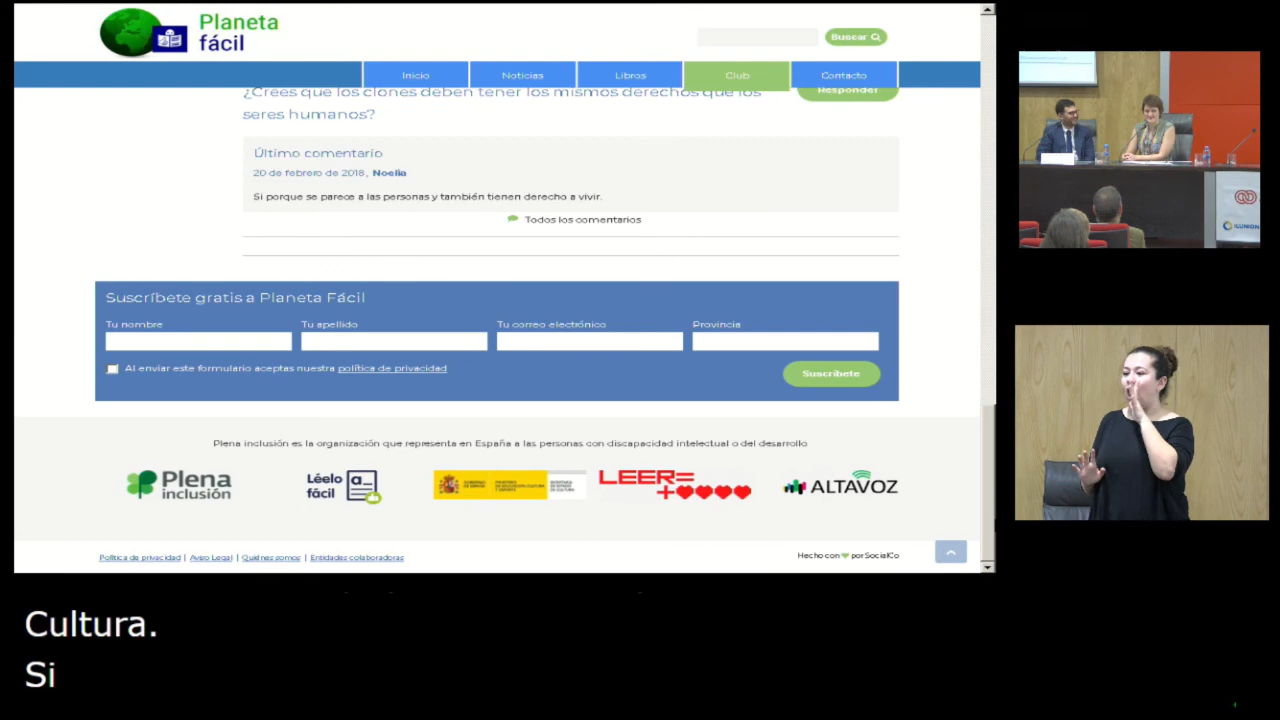 Planeta
fácil
Buscar
Inicio
Noticias
Libros
Club
Contacto
¿Crees que los clones deben tener los mismos derechos que los
seres humanos?
Responder
Último comentario
20 de febrero de 2018, Noelia
Si porque se parece a las personas y también tienen derecho a vivir.
Todos los comentarios
Suscríbete gratis a Planeta Fácil
Tu nombre
Tu apellido
Tu correo electrónico
Provincia
Al enviar este formulario aceptas nuestra política de privacidad
Suscríbete
Plena inclusión es la organización que representa en España a las personas con discapacidad intelectual o del desarrollo
Plena
inclusión
Léelo
fácil
a_
LEER=
+
ALTAVOZ
Política de privacidad | Aviso Legal | Quiénes somos | Entidades colaboradoras
Hecho con por SocialCo
ILUNION
Cultura.
Si